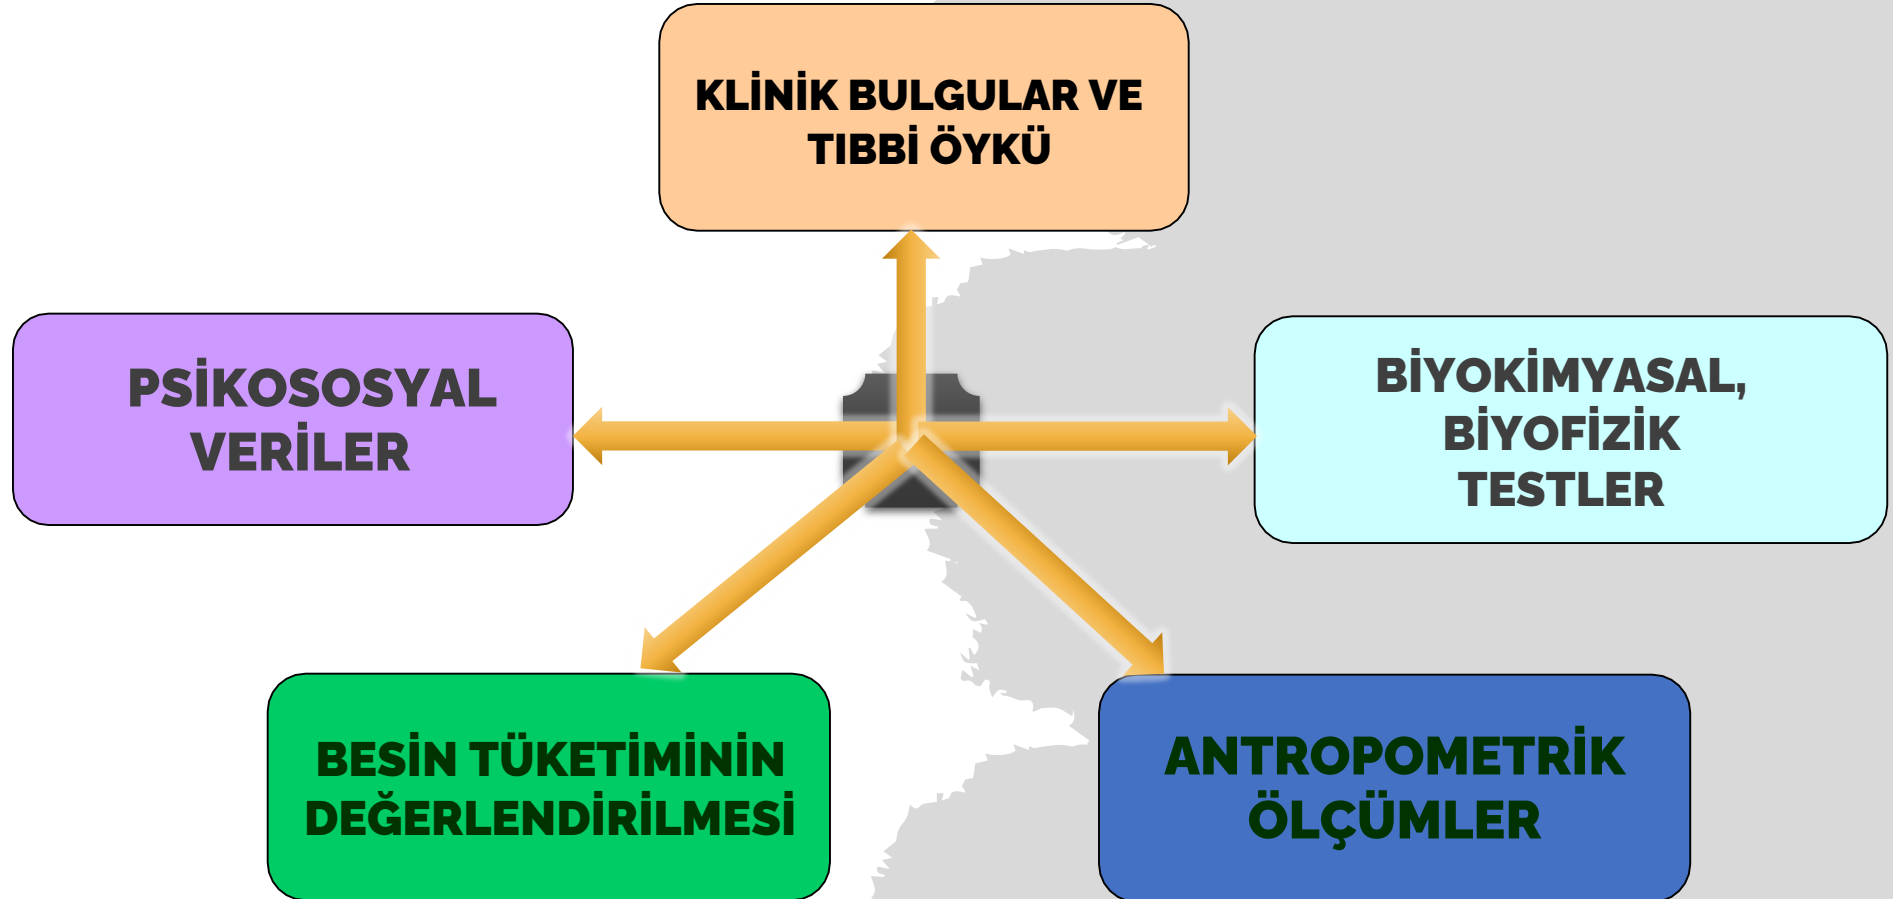 KLİNİK BULGULAR VE
TIBBİ ÖYKÜ
PSİKOSOSYAL
VERİLER
BİYOKİMYASAL,
BİYOFİZİK
TESTLER
BESİN TÜKETİMİNİN
DEĞERLENDİRİLMESİ
ANTROPOMETRİK
ÖLÇÜMLER